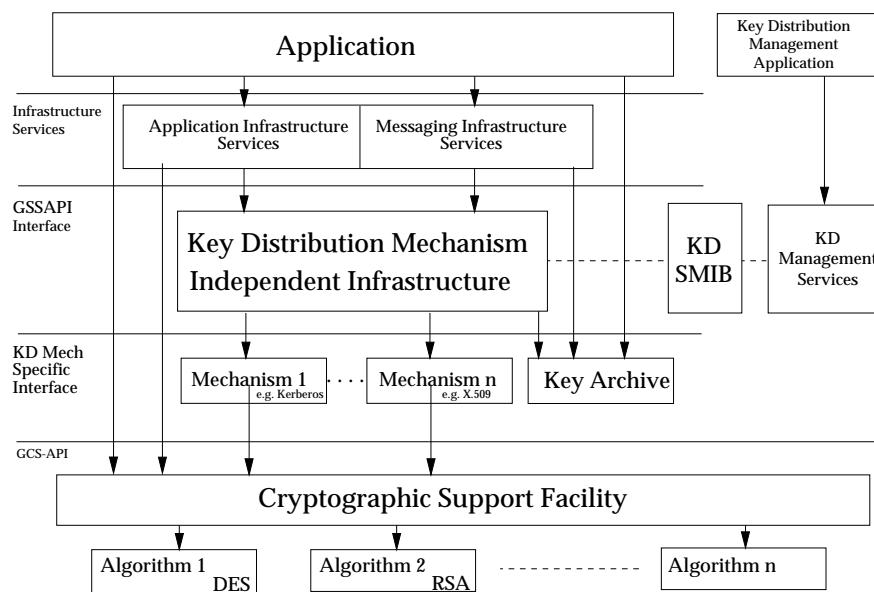 Application
Key Distribution
Management
Application
Infrastructure
Services
Application Infrastructure
Services
Messaging Infrastructure
Services
GSSAPI
Interface
Key Distribution Mechanism
Independent Infrastructure
KD
SMIB
KD
Management
Services
KD Mech
Specific
Interface
Mechanism 1
e.g. Kerberos
Mechanism n
e.g. X.509
Key Archive
GCS-API
Cryptographic Support Facility
Algorithm 1
DES
Algorithm 2
RSA
Algorithm n